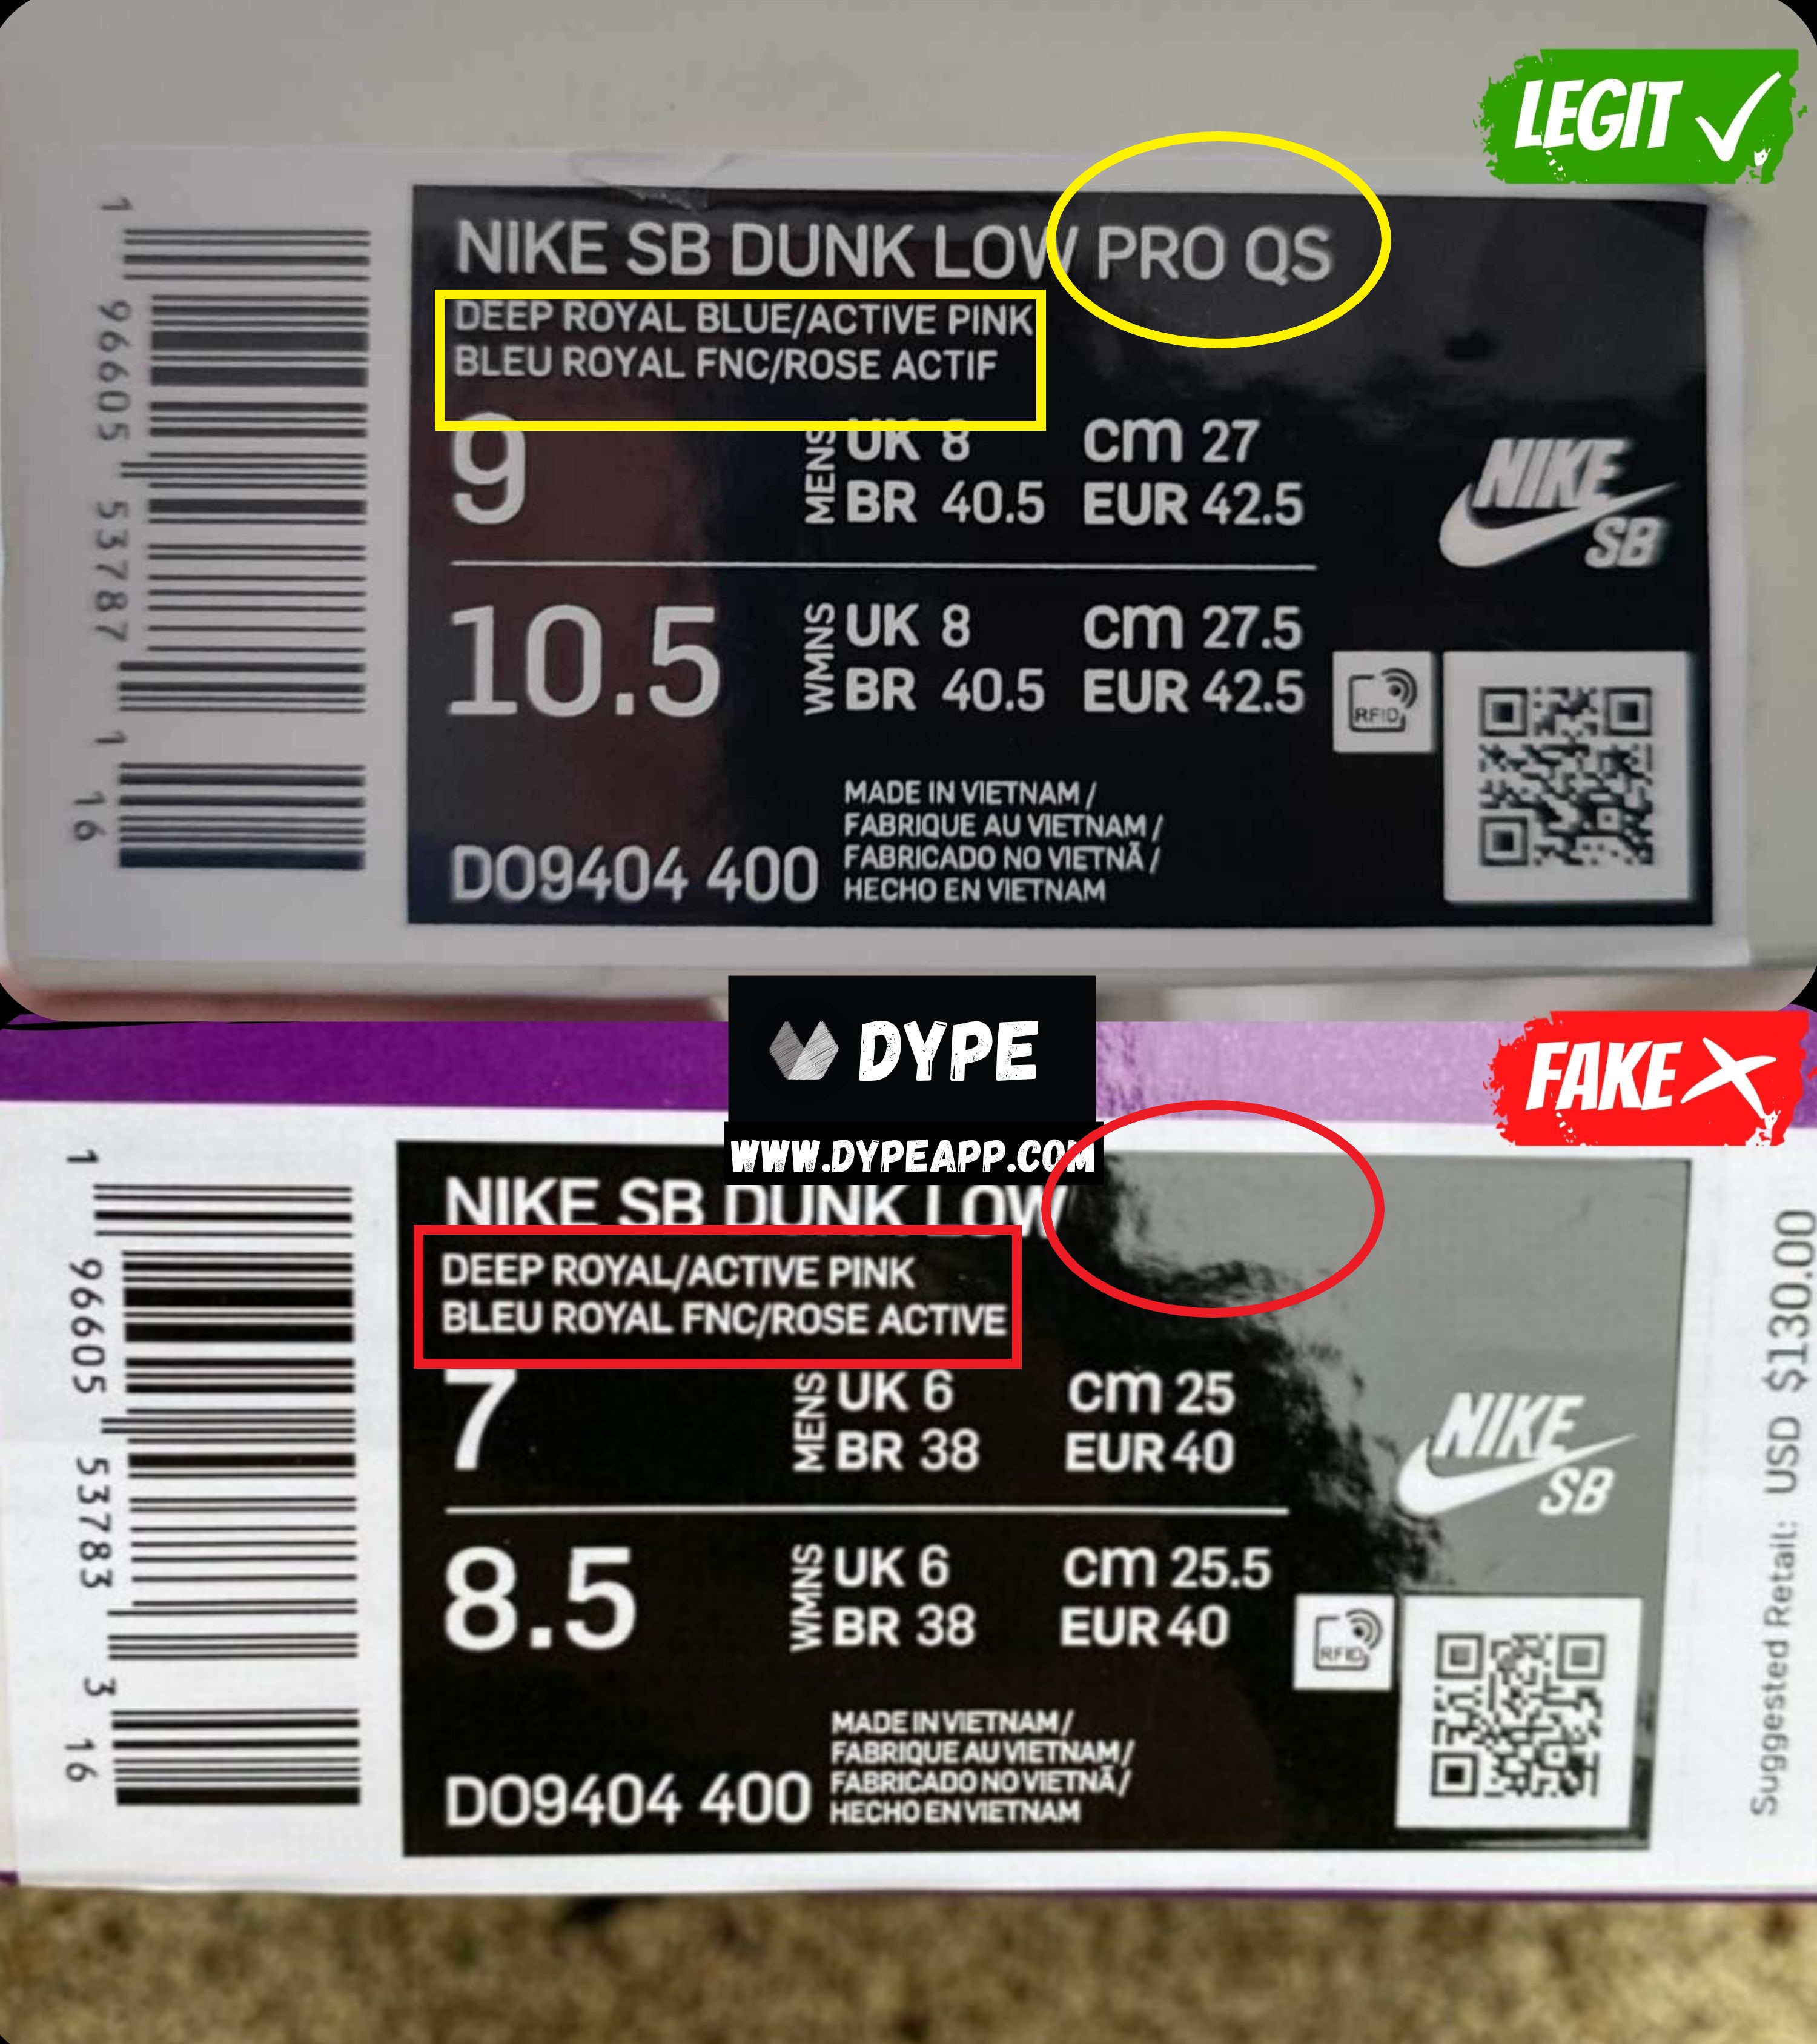 LEGIT
1 96605 53787 1 16
NIKE SB DUNK LOW PRO QS
DEEP ROYAL BLUE/ACTIVE PINK
BLEU ROYAL FNC/ROSE ACTIF
9 MENS UK 8 cm 27
BR 40.5 EUR 42.5
NIKE
SB
10.5 WMNS UK 8 cm 27.5
BR 40.5 EUR 42.5
RFID
MADE IN VIETNAM /
FABRIQUE AU VIETNAM /
FABRICADO NO VIETNÃ /
HECHO EN VIETNAM
DO9404 400
DYPE
WWW.DYPEAPP.COM
FAKE
1 96605 53783 3 16
NIKE SB DUNK LOW
DEEP ROYAL/ACTIVE PINK
BLEU ROYAL FNC/ROSE ACTIVE
7 MENS UK 6 cm 25
BR 38 EUR 40
NIKE
SB
8.5 WMNS UK 6 cm 25.5
BR 38 EUR 40
RFID
MADE IN VIETNAM /
FABRIQUE AU VIETNAM /
FABRICADO NO VIETNÃ /
HECHO EN VIETNAM
DO9404 400
Suggested Retail: USD $130.00